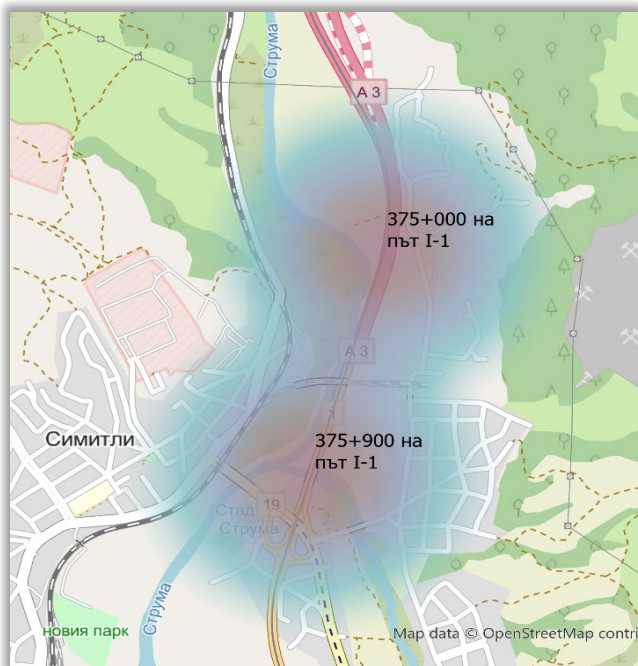 Струма
А 3
375+000 на
път I-1
А 3
1
375+900 на
път I-1
Симитли
19
Стад
Струма
новия парк
Струма
Map data © OpenStreetMap contri